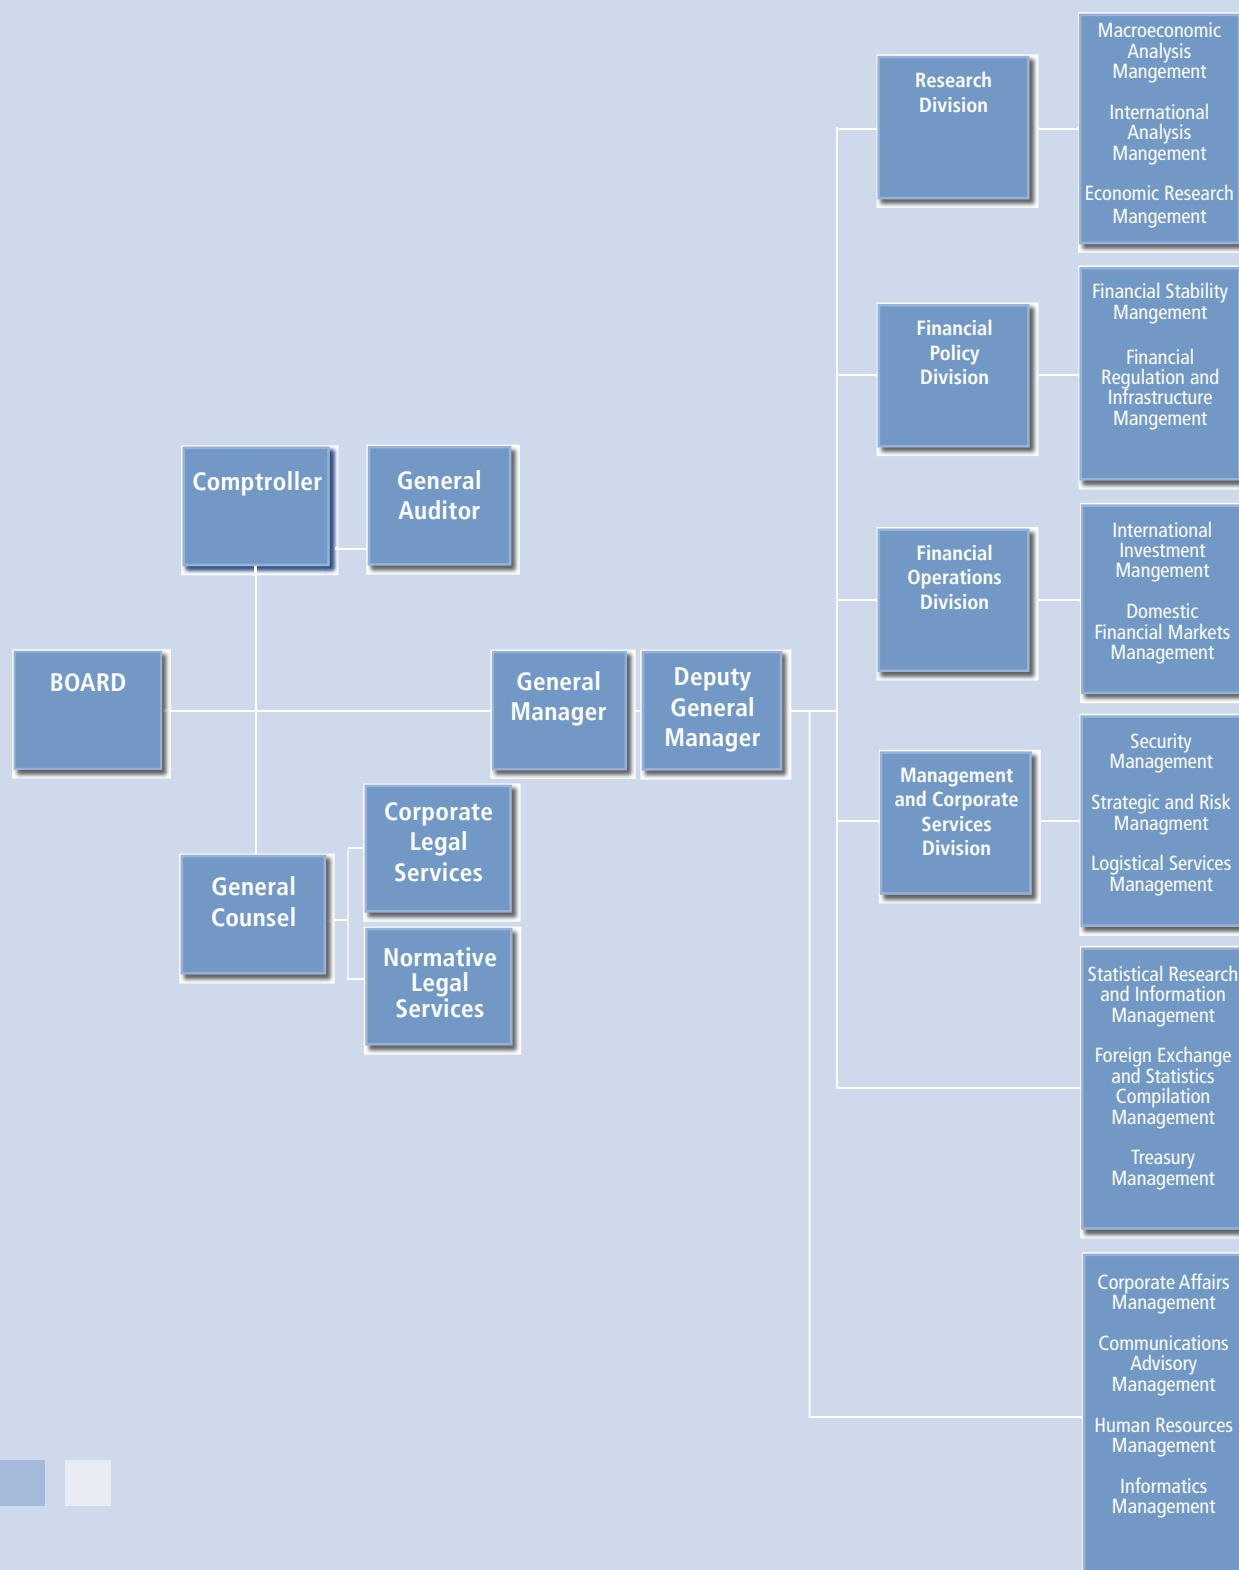 BOARD
Comptroller
General
Auditor
General
Counsel
Corporate
Legal
Services
Normative
Legal
Services
General
Manager
Deputy
General
Manager
Research
Division
Macroeconomic
Analysis
Mangement
International
Analysis
Mangement
Economic Research
Mangement
Financial
Policy
Division
Financial Stability
Mangement
Financial
Regulation and
Infrastructure
Mangement
Financial
Operations
Division
International
Investment
Mangement
Domestic
Financial Markets
Management
Management
and Corporate
Services
Division
Security
Management
Strategic and Risk
Managment
Logistical Services
Management
Statistical Research
and Information
Management
Foreign Exchange
and Statistics
Compilation
Management
Treasury
Management
Corporate Affairs
Management
Communications
Advisory
Management
Human Resources
Management
Informatics
Management